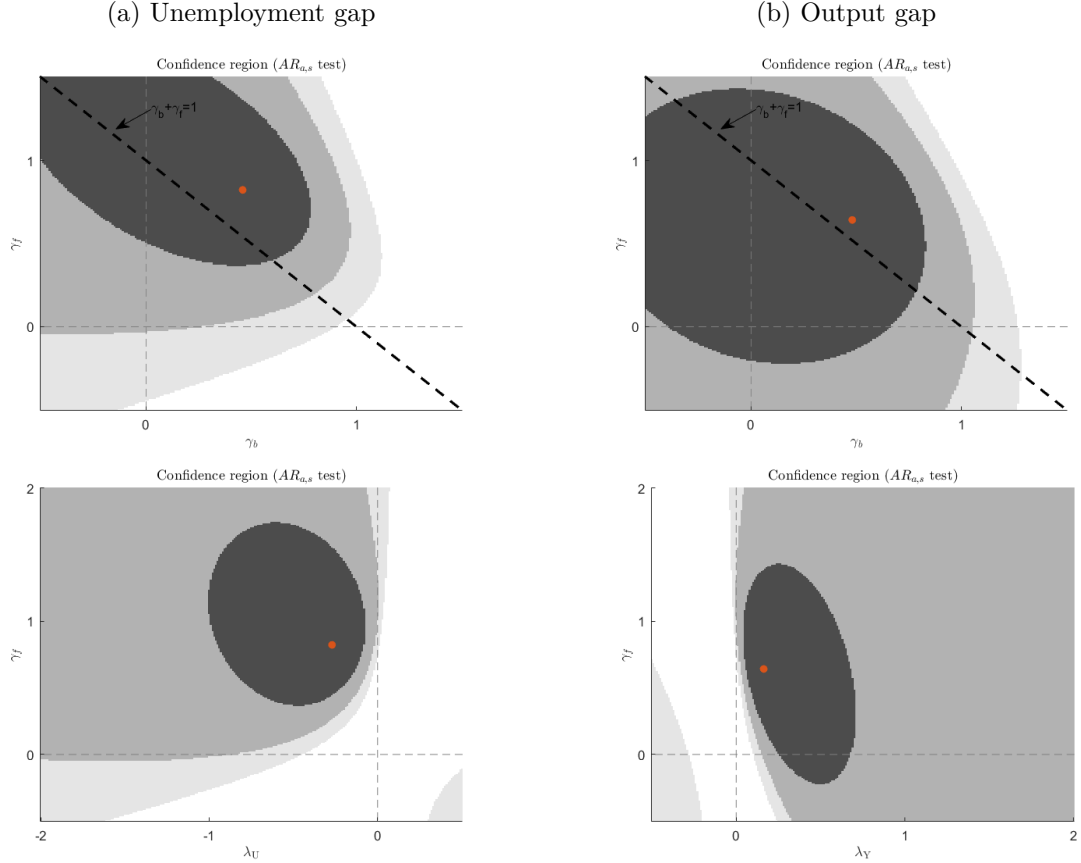 (a) Unemployment gap
(b) Output gap
Confidence region (AR_{a,s} test)
γ_b+γ_f=1
1
0
γ_f
0
1
γ_b
Confidence region (AR_{a,s} test)
γ_b+γ_f=1
1
0
γ_f
0
1
γ_b
Confidence region (AR_{a,s} test)
2
1
0
γ_f
-2
-1
0
λ_U
Confidence region (AR_{a,s} test)
2
1
0
γ_f
0
1
2
λ_Y